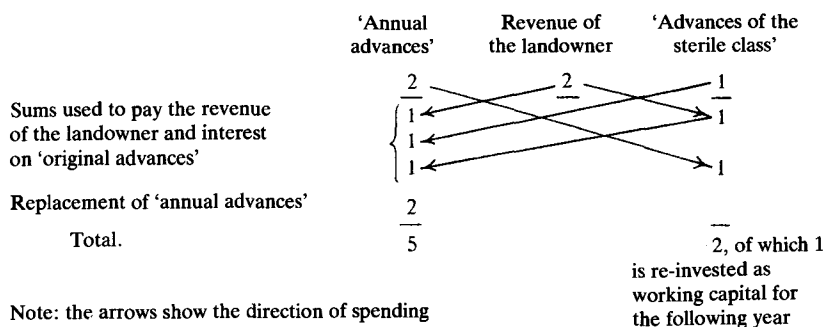 ‘Annual advances’ Revenue of the landowner ‘Advances of the sterile class’
2 2 1
Sums used to pay the revenue of the landowner and interest on ‘original advances’
1 1
1
1 1
Replacement of ‘annual advances’ 2
Total. 5 2, of which 1
is re-invested as
working capital for
the following year
Note: the arrows show the direction of spending